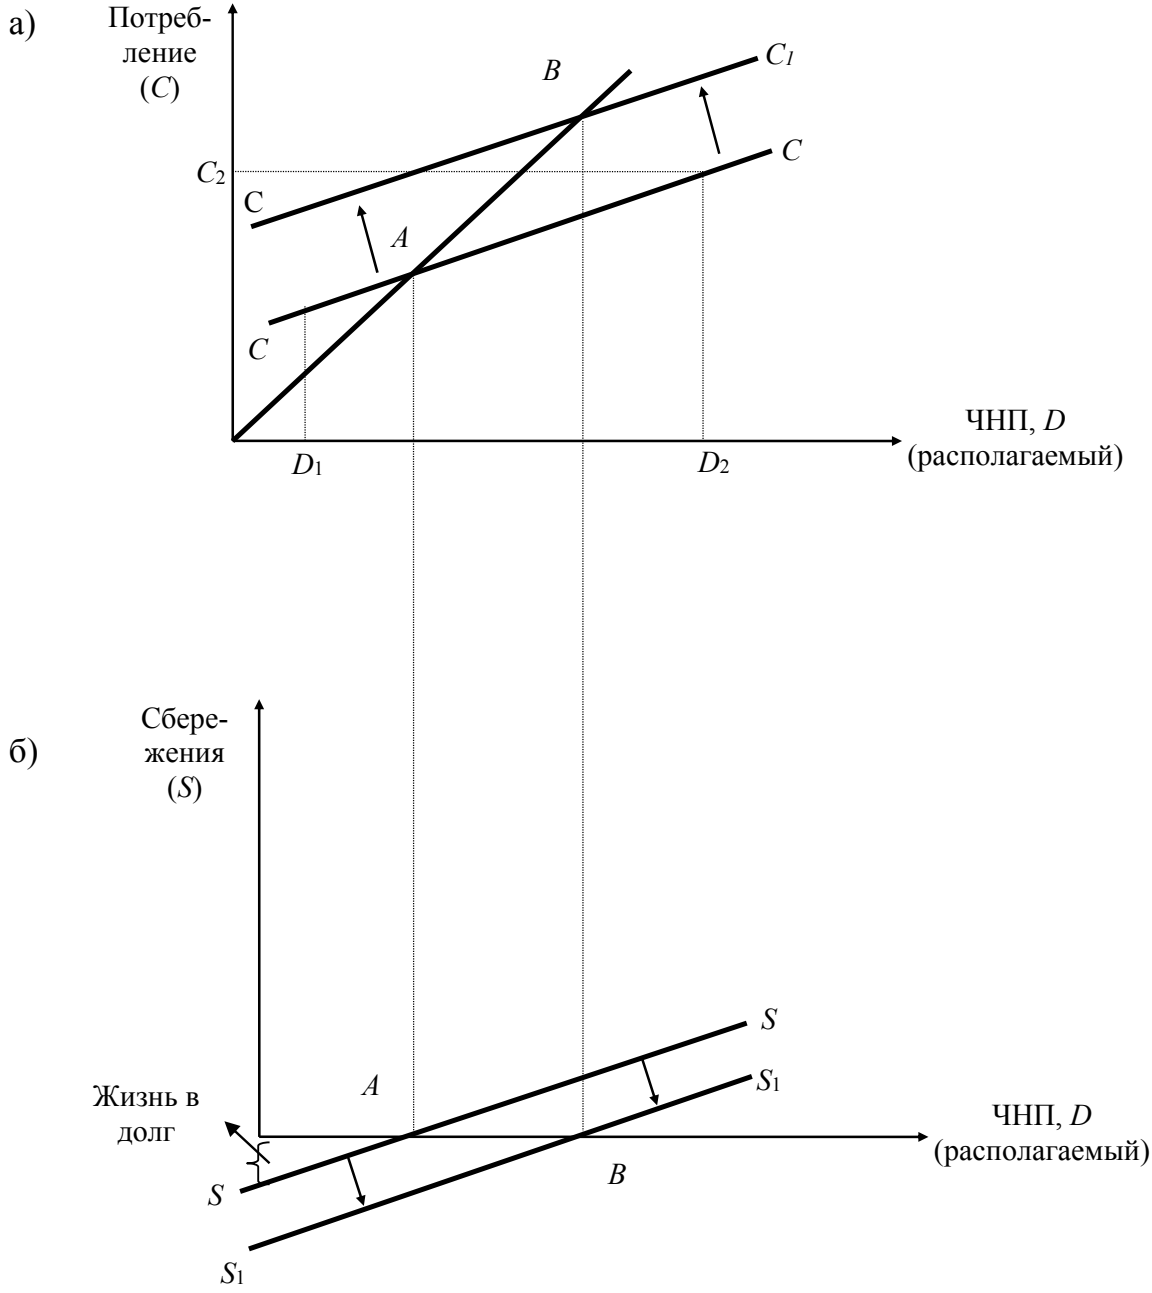 а)
Потреб-
ление
(C)
B
C1
C
C2
С
A
C
ЧНП, D
(располагаемый)
D1
D2
б)
Сбере-
жения
(S)
S
S1
A
Жизнь в
долг
ЧНП, D
(располагаемый)
B
S
S1